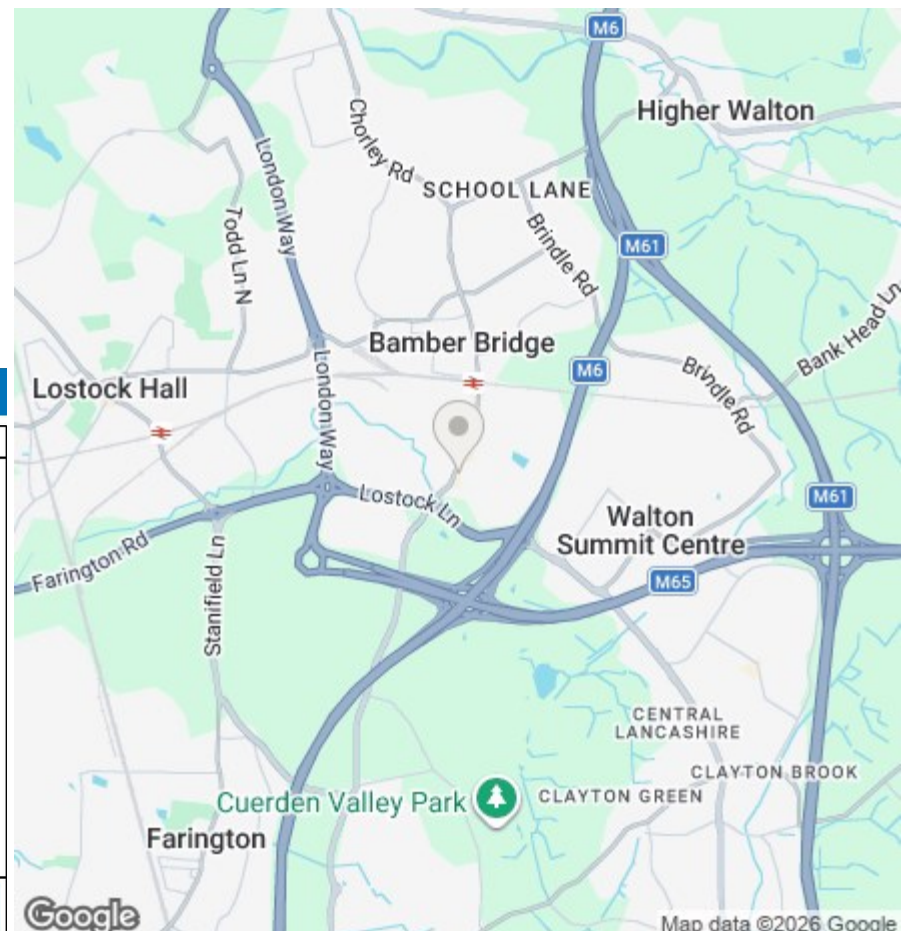 M6
Higher Walton
Chorley Rd
London Way
SCHOOL LANE
Todd Ln N
Brindle Rd
M61
Bank Head Ln
Bamber Bridge
M6
Brindle Rd
Lostock Hall
London Way
Lostock Ln
M61
Walton
Summit Centre
Farington Rd
Stanifield Ln
M65
CENTRAL
LANCASHIRE
CLAYTON BROOK
Cuerden Valley Park
CLAYTON GREEN
Farington
Google
Map data ©2026 Google